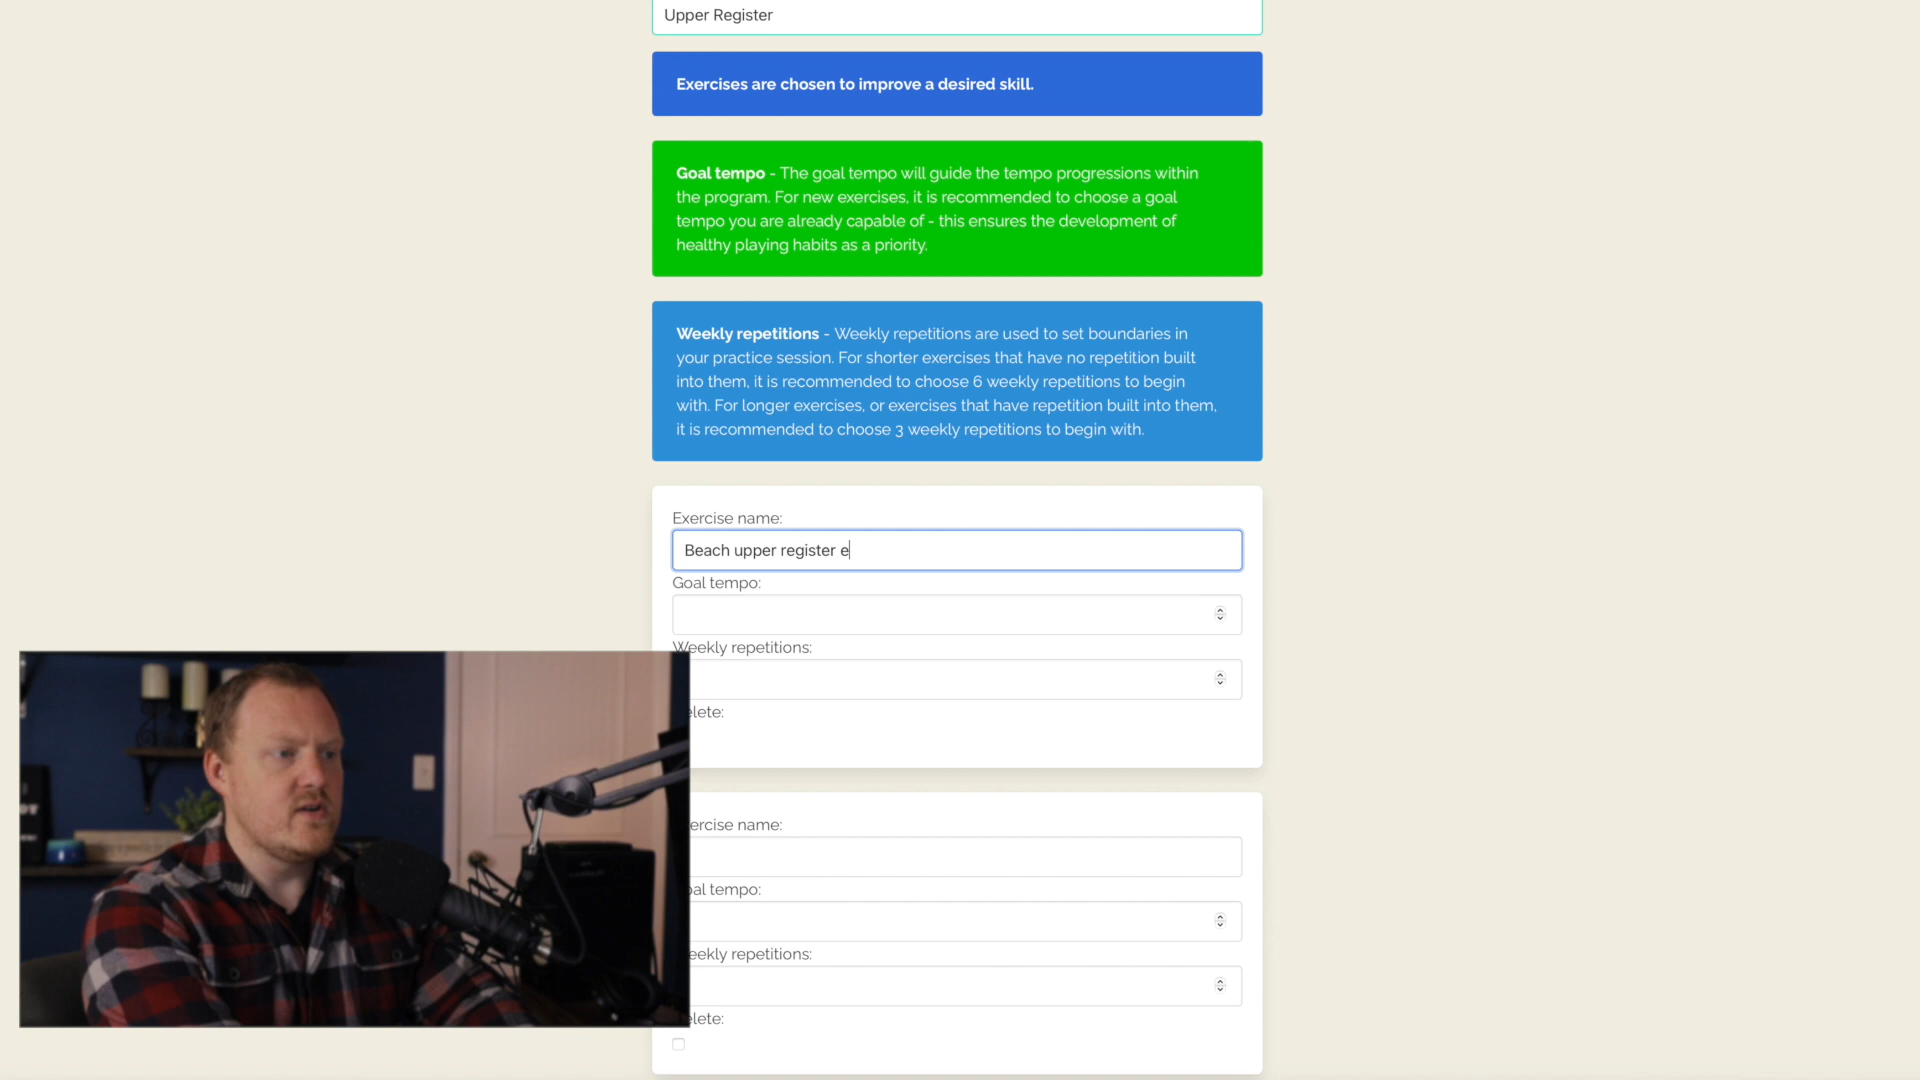 Upper Register
Exercises are chosen to improve a desired skill.
Goal tempo - The goal tempo will guide the tempo progressions within
the program. For new exercises, it is recommended to choose a goal
tempo you are already capable of - this ensures the development of
healthy playing habits as a priority.
Weekly repetitions - Weekly repetitions are used to set boundaries in
your practice session. For shorter exercises that have no repetition built
into them, it is recommended to choose 6 weekly repetitions to begin
with. For longer exercises, or exercises that have repetition built into them,
it is recommended to choose 3 weekly repetitions to begin with.
Exercise name:
Beach upper register e
Goal tempo:
Weekly repetitions:
elete:
ercise name:
al tempo:
eekly repetitions:
elete: